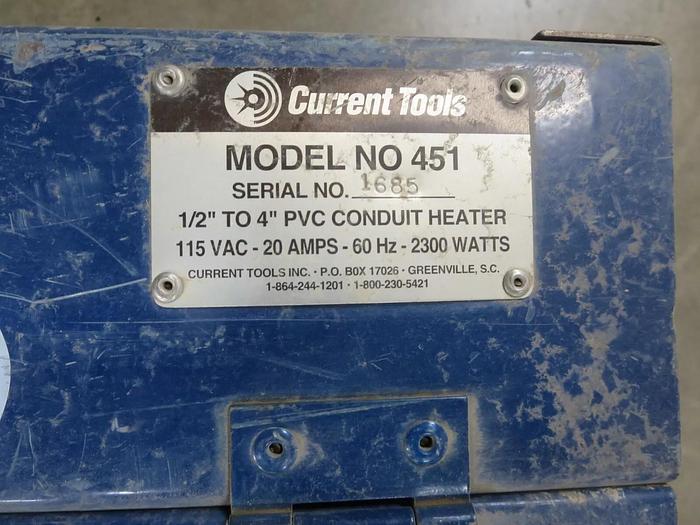 Current Tools
MODEL NO 451
SERIAL NO. 1685
1/2" TO 4" PVC CONDUIT HEATER
115 VAC - 20 AMPS - 60 Hz - 2300 WATTS
CURRENT TOOLS INC. · P.O. BOX 17026 · GREENVILLE, S.C.
1-864-244-1201 · 1-800-230-5421